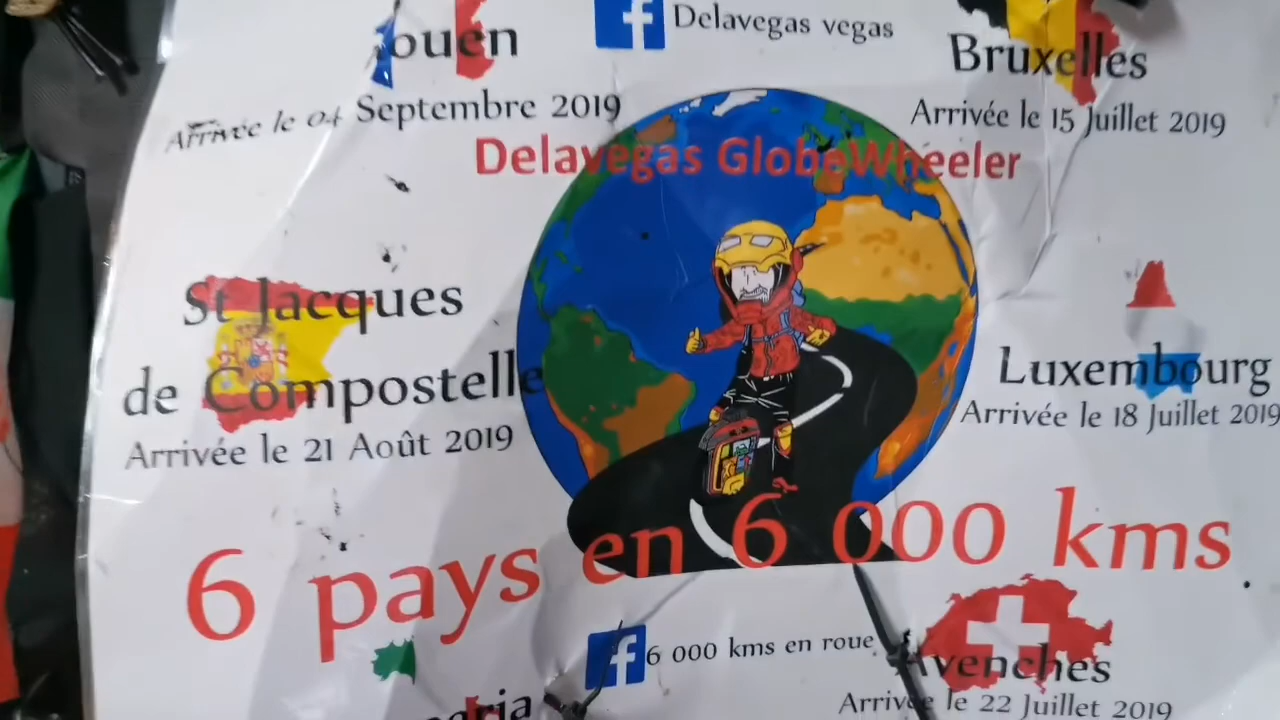 ouen
Arrivée le 04 Septembre 2019
Delavegas vegas
Bruxelles
Arrivée le 15 Juillet 2019
Delavegas GlobeWheeler
St Jacques
de Compostelle
Arrivée le 21 Août 2019
Luxembourg
Arrivée le 18 Juillet 2019
6 pays en 6 000 kms
6 000 kms en roue
Avenches
Arrivée le 22 Juillet 2019